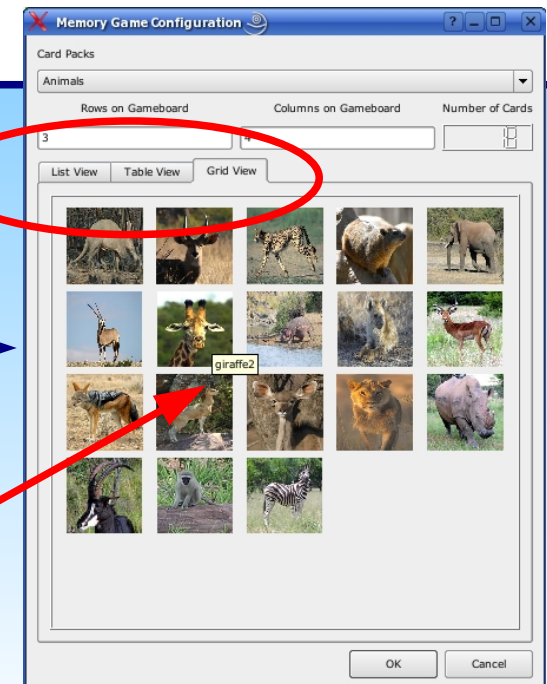 Memory Game Configuration
Card Packs
Animals
Rows on Gameboard Columns on Gameboard Number of Cards
3 4 18
List View Table View Grid View
giraffe2
OK Cancel